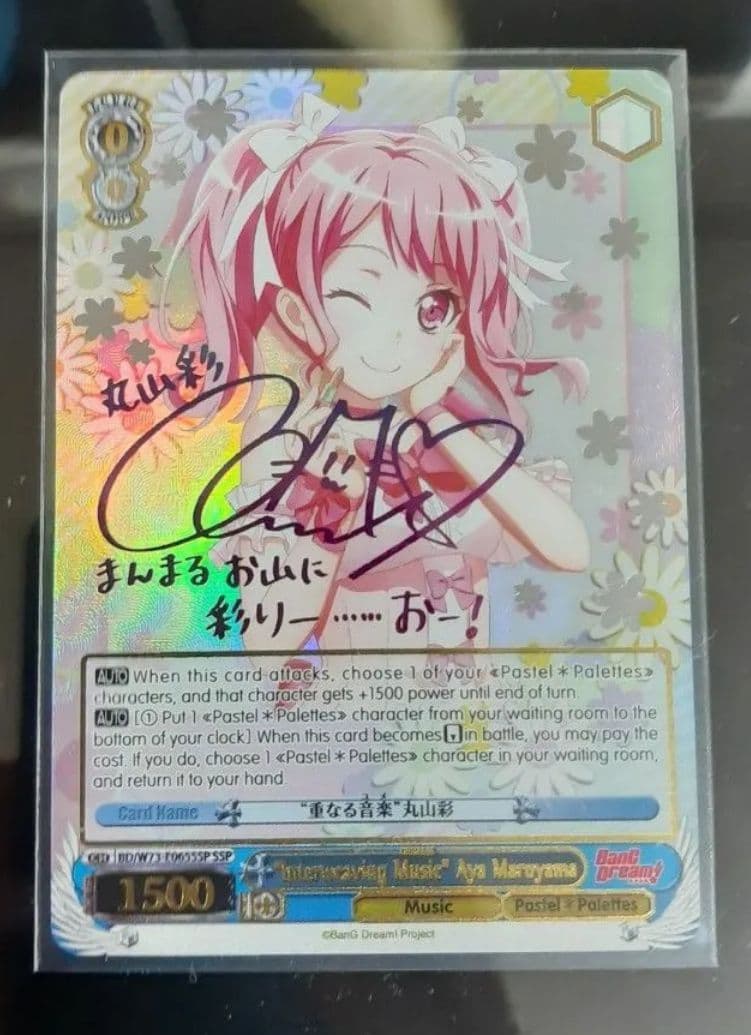 0
丸山彩
まんまる お山に
彩りー……おー!
AUTO When this card attacks, choose 1 of your «Pastel＊Palettes»
characters, and that character gets +1500 power until end of turn.
AUTO [① Put 1 «Pastel＊Palettes» character from your waiting room to the
bottom of your clock] When this card becomes in battle, you may pay the
cost. If you do, choose 1 «Pastel＊Palettes» character in your waiting room,
and return it to your hand.
Card Name "重なる音楽"丸山彩
BD/W73-E065SSP SSP
"Interweaving Music" Aya Maruyama
BanG Dream!
1500
Music
Pastel＊Palettes
©BanG Dream! Project